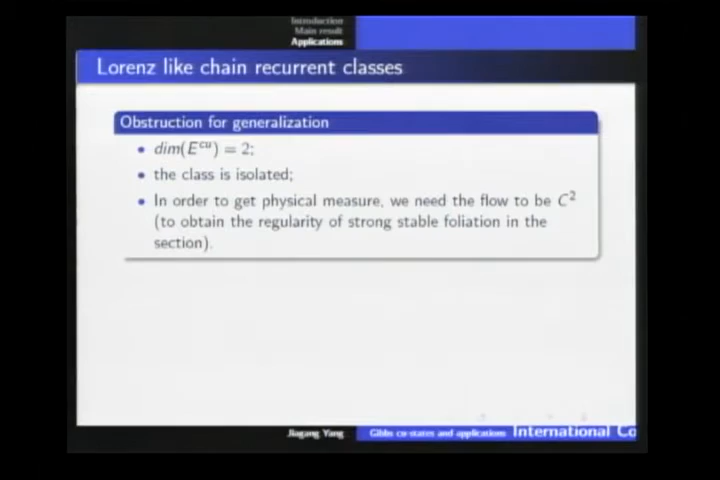 Introduction
Main result
Applications
Lorenz like chain recurrent classes
Obstruction for generalization
• dim(E^cu) = 2;
• the class is isolated;
• In order to get physical measure, we need the flow to be C²
(to obtain the regularity of strong stable foliation in the
section).
Jiagang Yang
Gibbs cu-states and applications
International Co